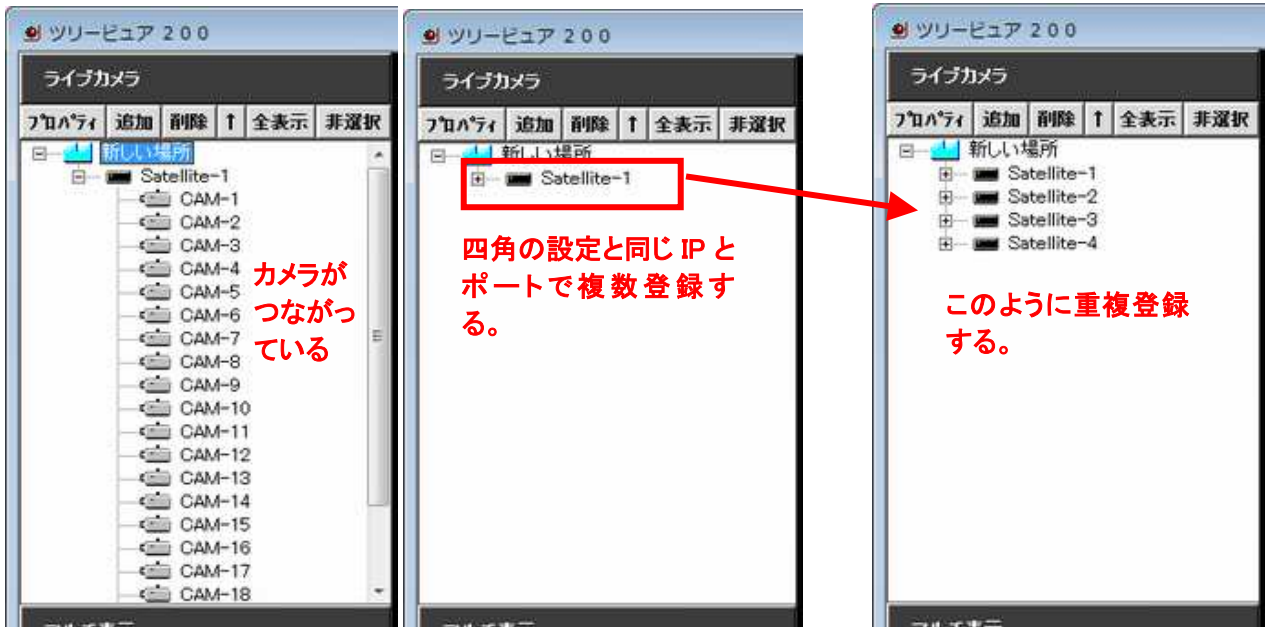 ツリービュア 200
ライブカメラ
プロパティ 追加 削除 ↑ 全表示 非選択
新しい場所
Satellite-1
CAM-1
CAM-2
CAM-3
CAM-4
CAM-5
CAM-6
CAM-7
CAM-8
CAM-9
CAM-10
CAM-11
CAM-12
CAM-13
CAM-14
CAM-15
CAM-16
CAM-17
CAM-18
カメラが
つながっ
ている
ツリービュア 200
ライブカメラ
プロパティ 追加 削除 ↑ 全表示 非選択
新しい場所
Satellite-1
四角の設定と同じ IP と
ポートで複数登録す
る。
ツリービュア 200
ライブカメラ
プロパティ 追加 削除 ↑ 全表示 非選択
新しい場所
Satellite-1
Satellite-2
Satellite-3
Satellite-4
このように重複登録
する。